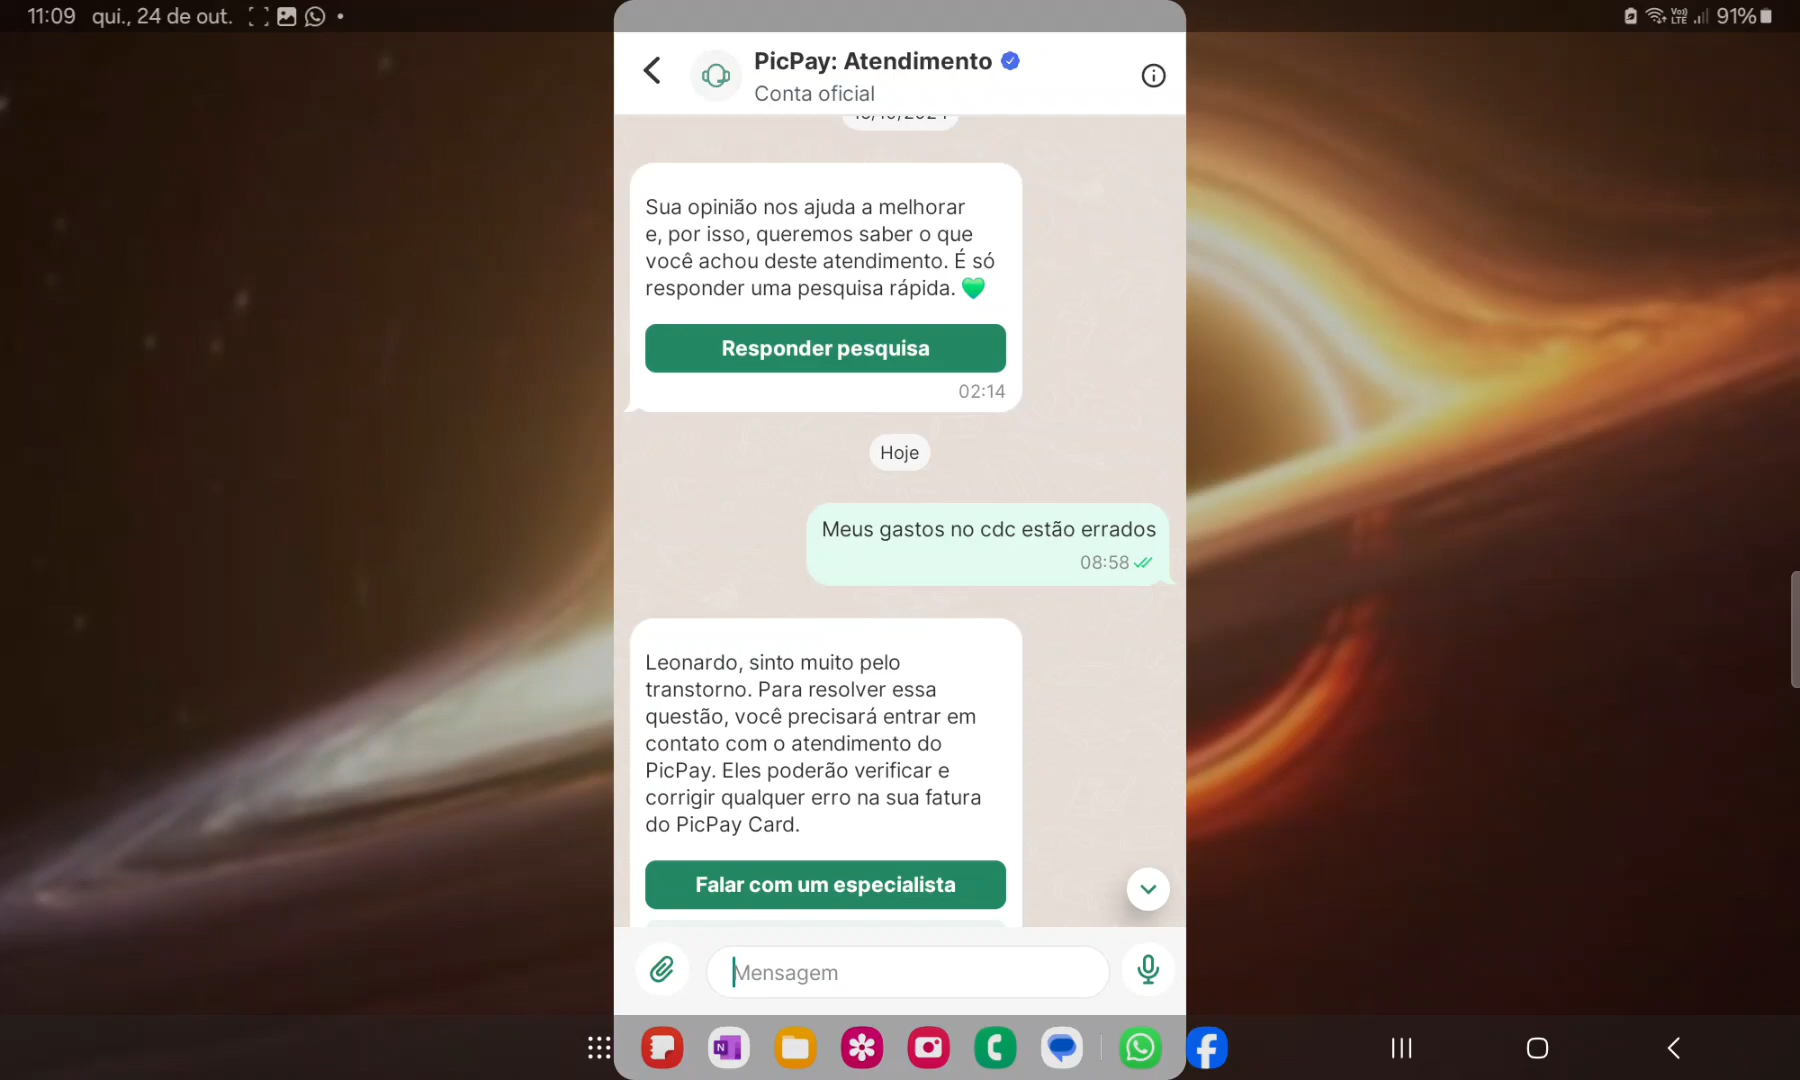 11:09 qui., 24 de out.
Vo) LTE 91%
PicPay: Atendimento
Conta oficial
Sua opinião nos ajuda a melhorar
e, por isso, queremos saber o que
você achou deste atendimento. É só
responder uma pesquisa rápida. 💚
Responder pesquisa
02:14
Hoje
Meus gastos no cdc estão errados
08:58
Leonardo, sinto muito pelo
transtorno. Para resolver essa
questão, você precisará entrar em
contato com o atendimento do
PicPay. Eles poderão verificar e
corrigir qualquer erro na sua fatura
do PicPay Card.
Falar com um especialista
Mensagem
N